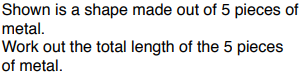 Shown is a shape made out of 5 pieces of
metal.
Work out the total length of the 5 pieces
of metal.